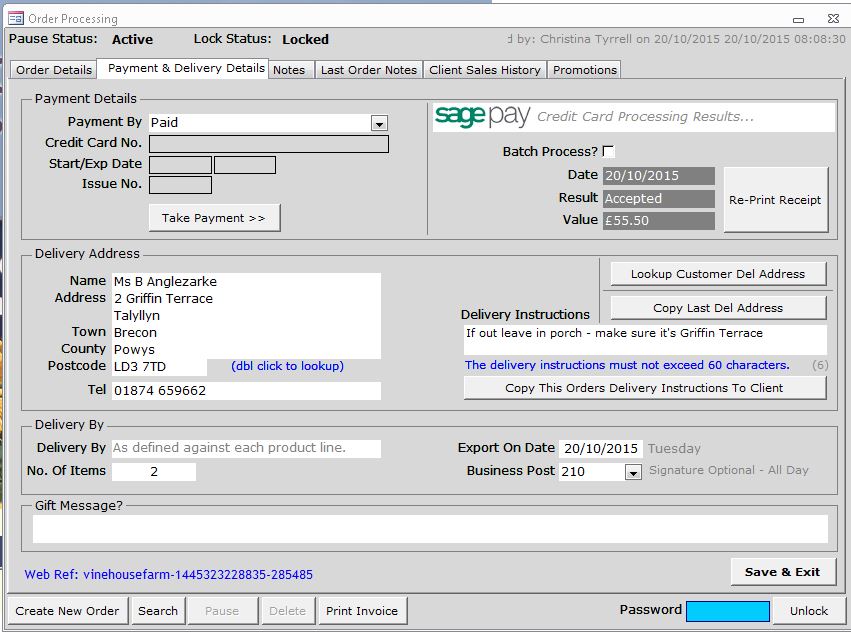 Order Processing
Pause Status: Active Lock Status: Locked d by: Christina Tyrrell on 20/10/2015 20/10/2015 08:08:30
Order Details Payment & Delivery Details Notes Last Order Notes Client Sales History Promotions
Payment Details
Payment By Paid
Credit Card No.
Start/Exp Date
Issue No.
Take Payment >>
sage pay Credit Card Processing Results...
Batch Process?
Date 20/10/2015
Result Accepted
Value £55.50
Re-Print Receipt
Delivery Address
Name Ms B Anglezarke
Address 2 Griffin Terrace
Talyllyn
Town Brecon
County Powys
Postcode LD3 7TD (dbl click to lookup)
Tel 01874 659662
Lookup Customer Del Address
Copy Last Del Address
Delivery Instructions
If out leave in porch - make sure it's Griffin Terrace
The delivery instructions must not exceed 60 characters. (6)
Copy This Orders Delivery Instructions To Client
Delivery By
Delivery By As defined against each product line.
No. Of Items 2
Export On Date 20/10/2015 Tuesday
Business Post 210 Signature Optional - All Day
Gift Message?
Web Ref: vinehousefarm-1445323228835-285485
Save & Exit
Create New Order Search Pause Delete Print Invoice Password Unlock